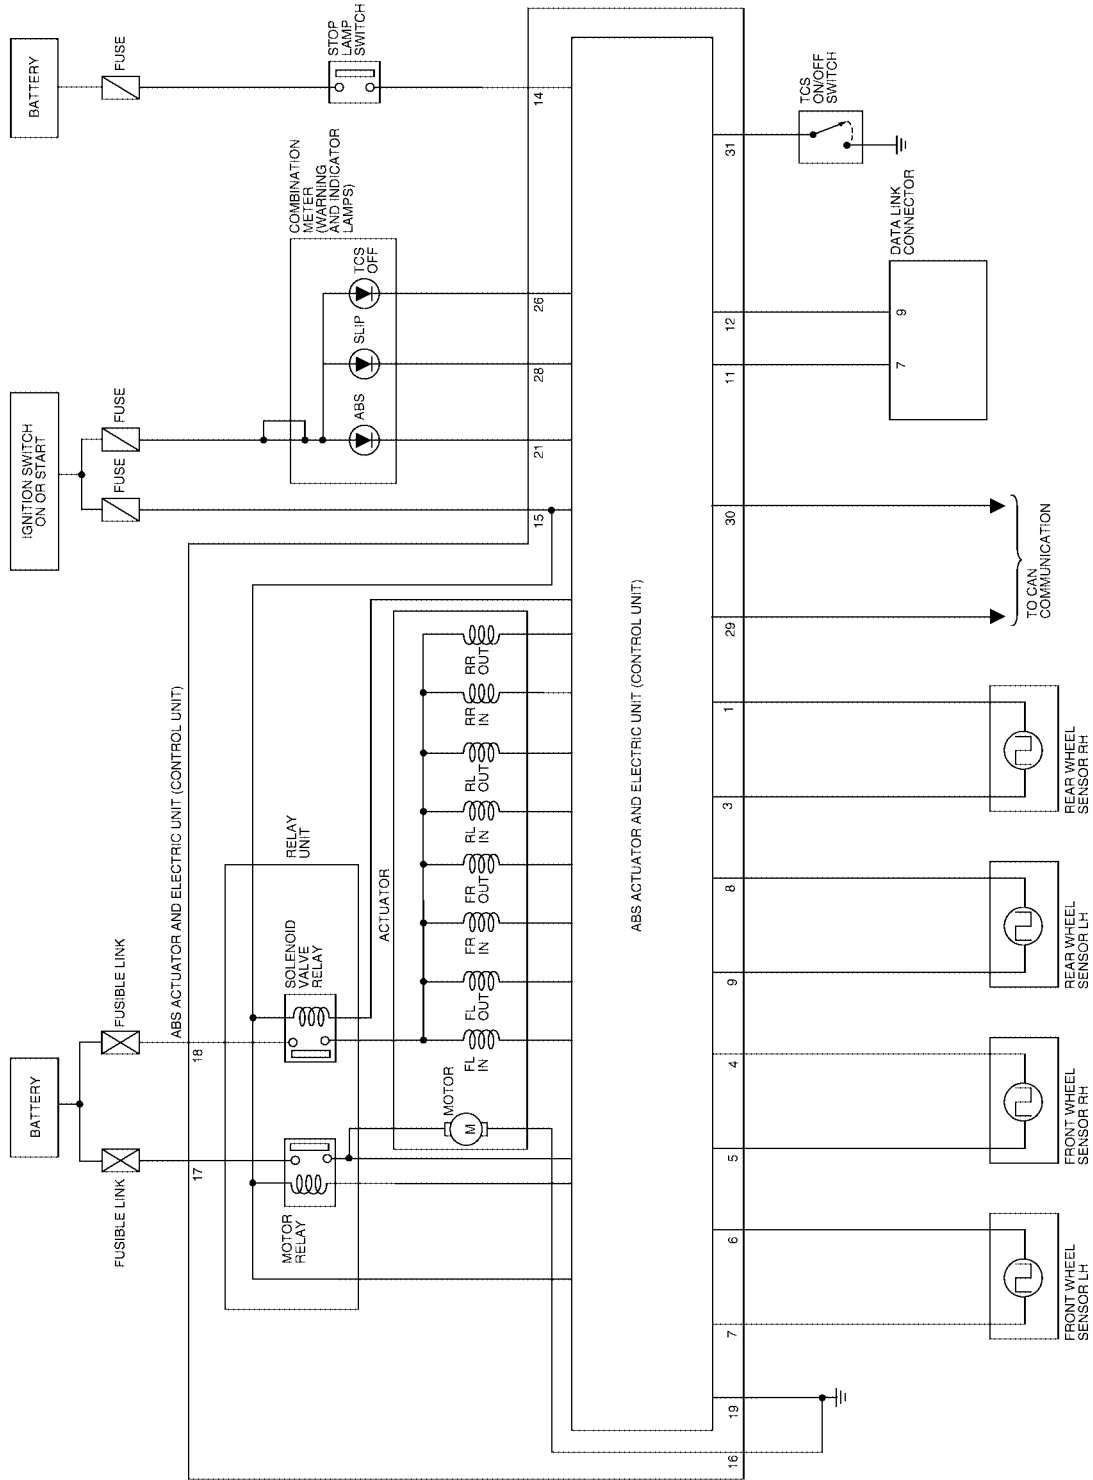 BATTERY
FUSIBLE LINK
FUSIBLE LINK
IGNITION SWITCH
ON OR START
FUSE
FUSE
BATTERY
FUSE
17
18
ABS ACTUATOR AND ELECTRIC UNIT (CONTROL UNIT)
MOTOR
RELAY
SOLENOID
VALVE
RELAY
RELAY
UNIT
COMBINATION
METER
(WARNING
AND INDICATOR
LAMPS)
STOP
LAMP
SWITCH
ACTUATOR
ABS
SLIP
TCS
OFF
MOTOR
M
FL
IN
FL
OUT
FR
IN
FR
OUT
RL
IN
RL
OUT
RR
IN
RR
OUT
15
21
28
26
14
ABS ACTUATOR AND ELECTRIC UNIT (CONTROL UNIT)
16
19
7
6
5
4
9
8
3
1
29
30
11
12
31
TCS
ON/OFF
SWITCH
DATA LINK
CONNECTOR
7
9
TO CAN
COMMUNICATION
FRONT WHEEL
SENSOR LH
FRONT WHEEL
SENSOR RH
REAR WHEEL
SENSOR LH
REAR WHEEL
SENSOR RH